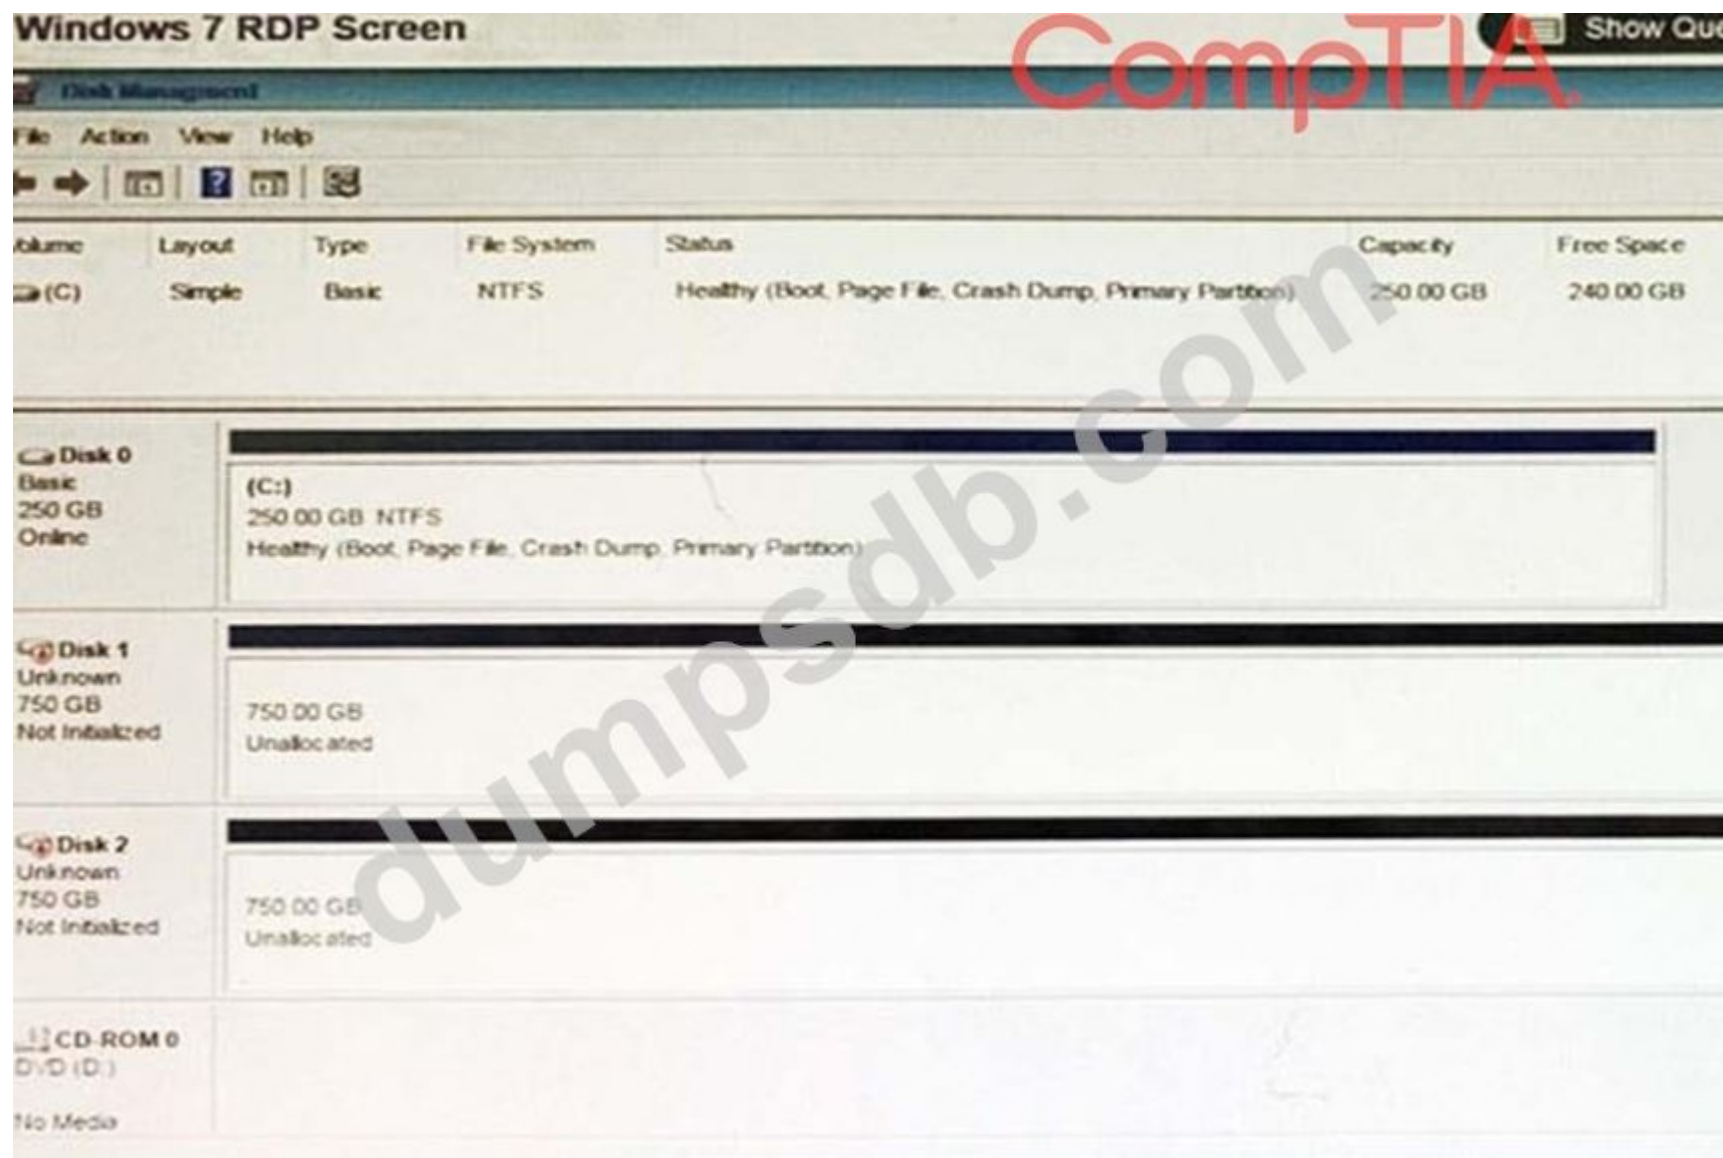 Windows 7 RDP Screen
CompTIA.
Show Que
Disk Managment
File Action View Help
olume Layout Type File System Status Capacity Free Space
(C) Simple Basic NTFS Healthy (Boot, Page File, Crash Dump, Primary Partition) 250.00 GB 240.00 GB
Disk 0
Basic
250 GB
Online
(C:)
250.00 GB NTFS
Healthy (Boot, Page File, Crash Dump, Primary Partition)
Disk 1
Unknown
750 GB
Not Initialized
750.00 GB
Unallocated
Disk 2
Unknown
750 GB
Not Initialized
750.00 GB
Unallocated
CD-ROM 0
DVD (D:)
No Media
dumpsdb.com